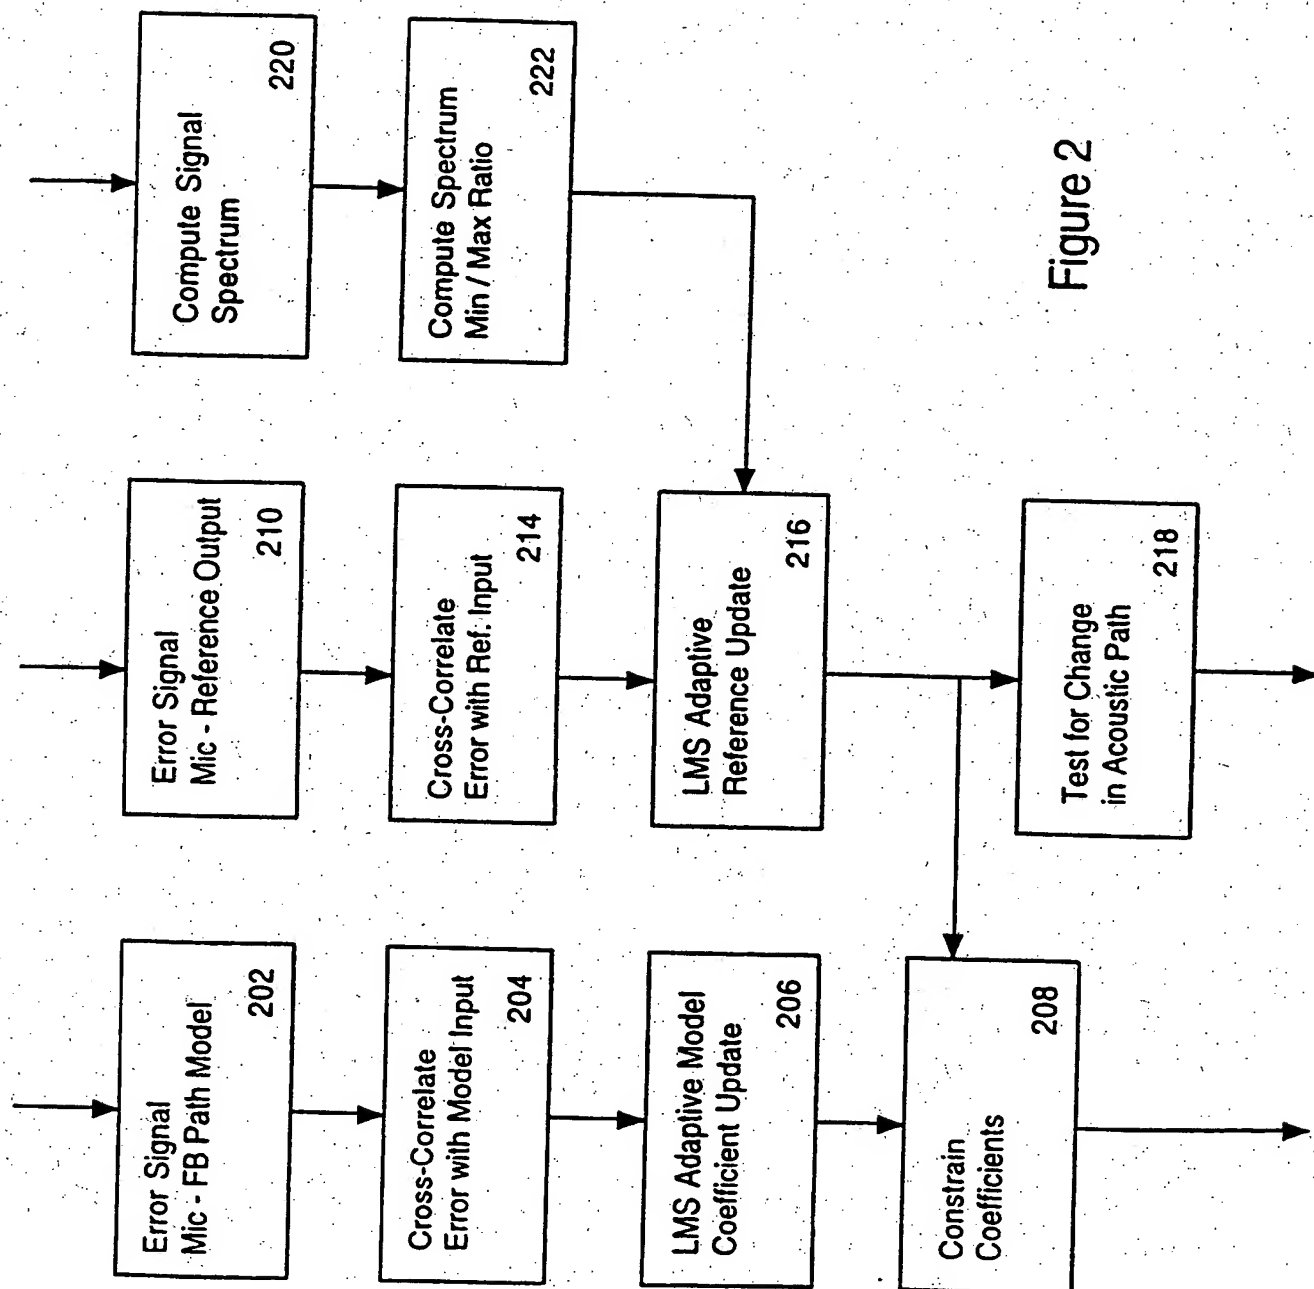 Error Signal
Mic - FB Path Model
202
Cross-Correlate
Error with Model Input
204
LMS Adaptive Model
Coefficient Update
206
Constrain
Coefficients
208
Error Signal
Mic - Reference Output
210
Cross-Correlate
Error with Ref. Input
214
LMS Adaptive
Reference Update
216
Test for Change
in Acoustic Path
218
Compute Signal
Spectrum
220
Compute Spectrum
Min / Max Ratio
222
Figure 2